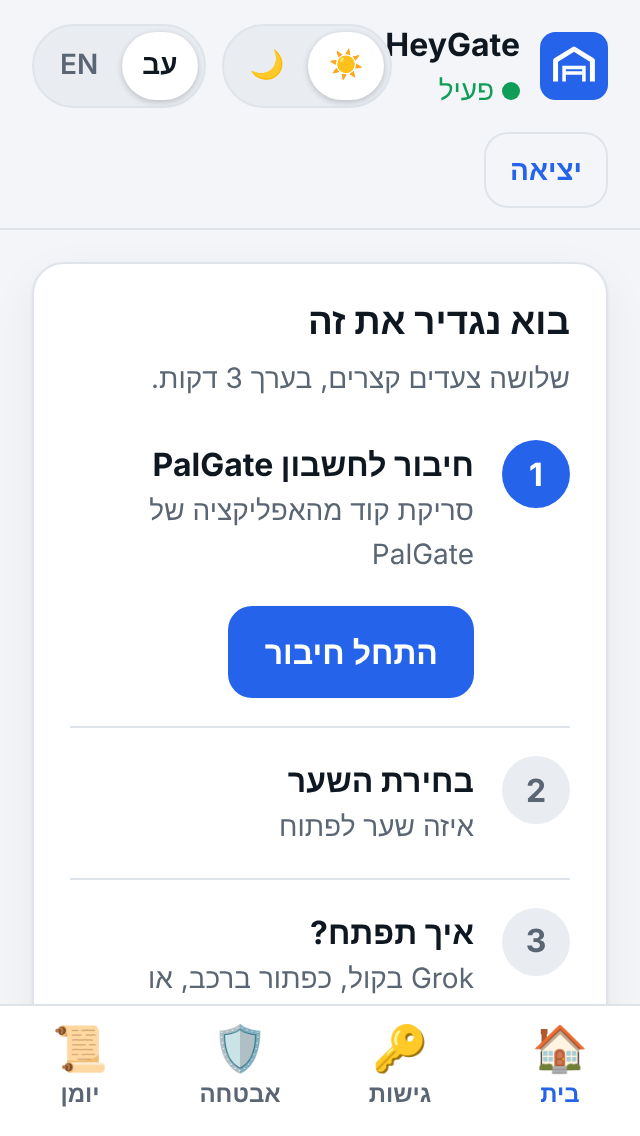 HeyGate
פעיל
עב
EN
יציאה
בוא נגדיר את זה
שלושה צעדים קצרים, בערך 3 דקות.
1
חיבור לחשבון PalGate
סריקת קוד מהאפליקציה של
PalGate
התחל חיבור
2
בחירת השער
איזה שער לפתוח
3
איך תפתח?
Grok בקול, כפתור ברכב, או
בית
גישות
אבטחה
יומן